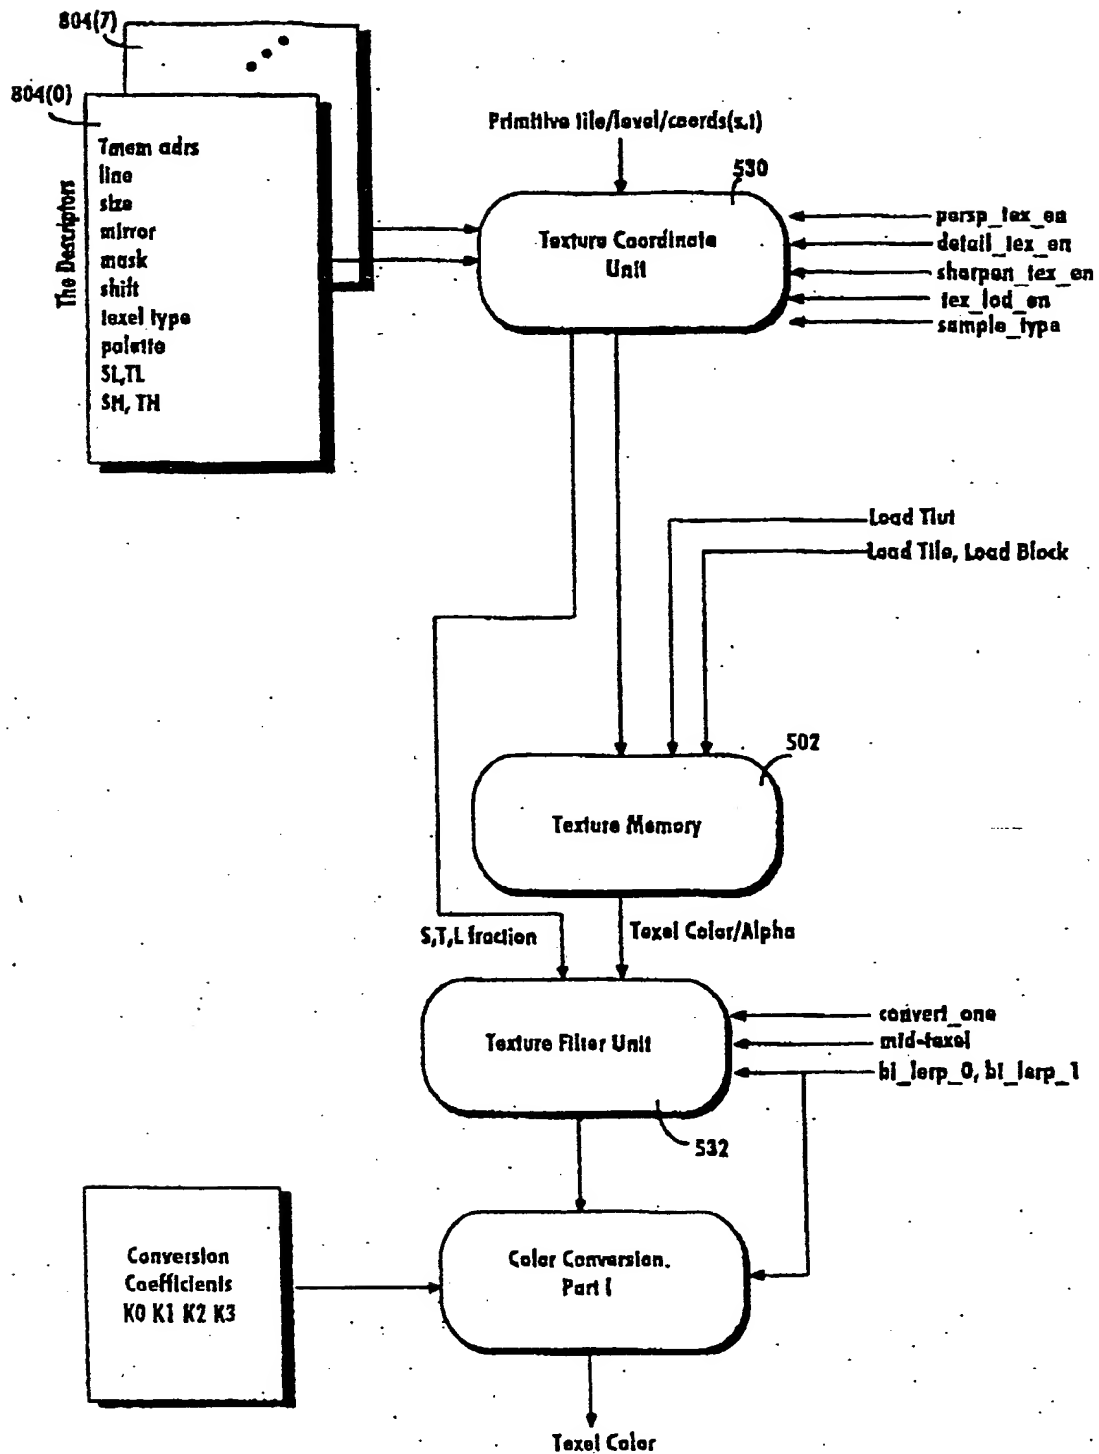 804(7)
804(0)
Tmem adrs
line
size
mirror
mask
shift
texel type
palette
SL,TL
SH, TH
The Descriptors
Primitive tile/level/coords(s,t)
530
Texture Coordinate
Unit
persp_tex_en
detail_tex_en
sharpen_tex_en
tex_lod_en
sample_type
Load Tlut
Load Tile, Load Block
502
Texture Memory
S,T,L fraction
Texel Color/Alpha
Texture Filter Unit
convert_one
mid-texel
bi_lerp_0, bi_lerp_1
532
Conversion
Coefficients
K0 K1 K2 K3
Color Conversion.
Part I
Texel Color